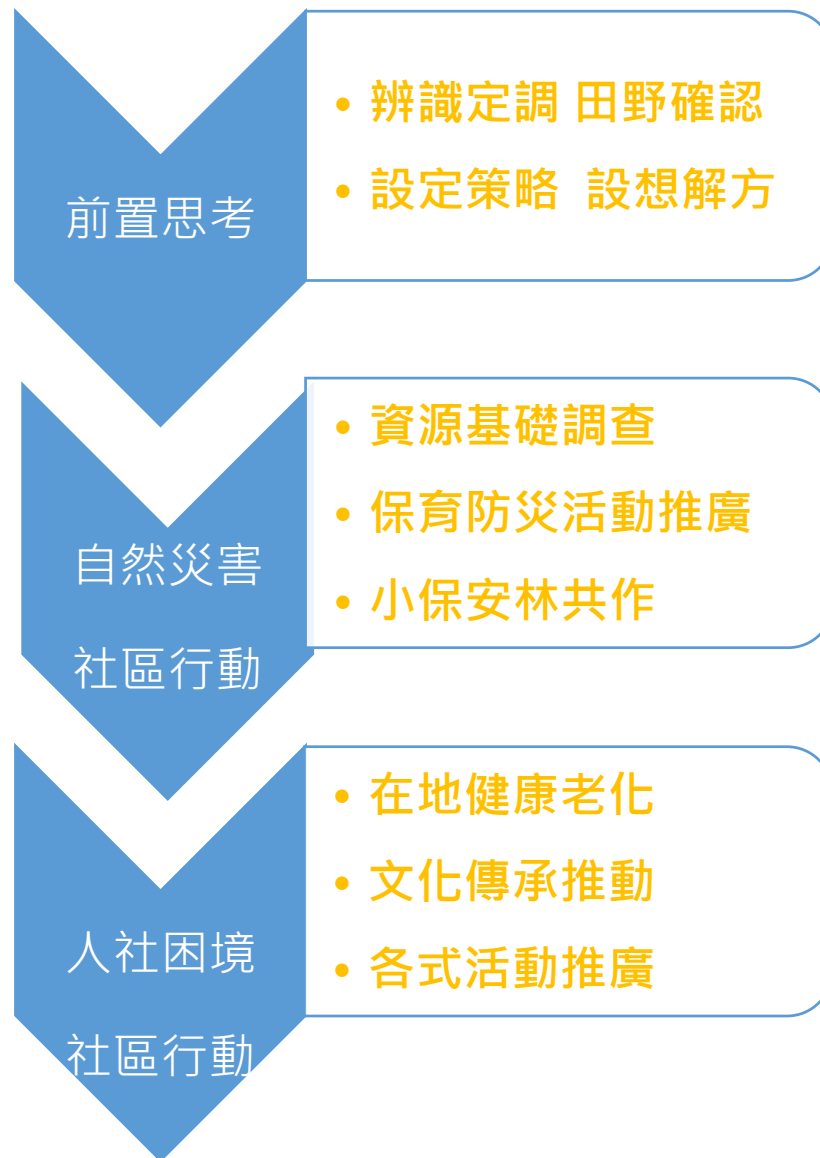 前置思考
• 辨識定調 田野確認
• 設定策略 設想解方
自然災害
社區行動
• 資源基礎調查
• 保育防災活動推廣
• 小保安林共作
人社困境
社區行動
• 在地健康老化
• 文化傳承推動
• 各式活動推廣